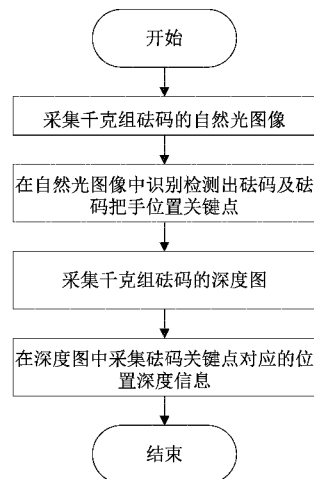 开始
采集千克组砝码的自然光图像
在自然光图像中识别检测出砝码及砝
码把手位置关键点
采集千克组砝码的深度图
在深度图中采集砝码关键点对应的位
置深度信息
结束